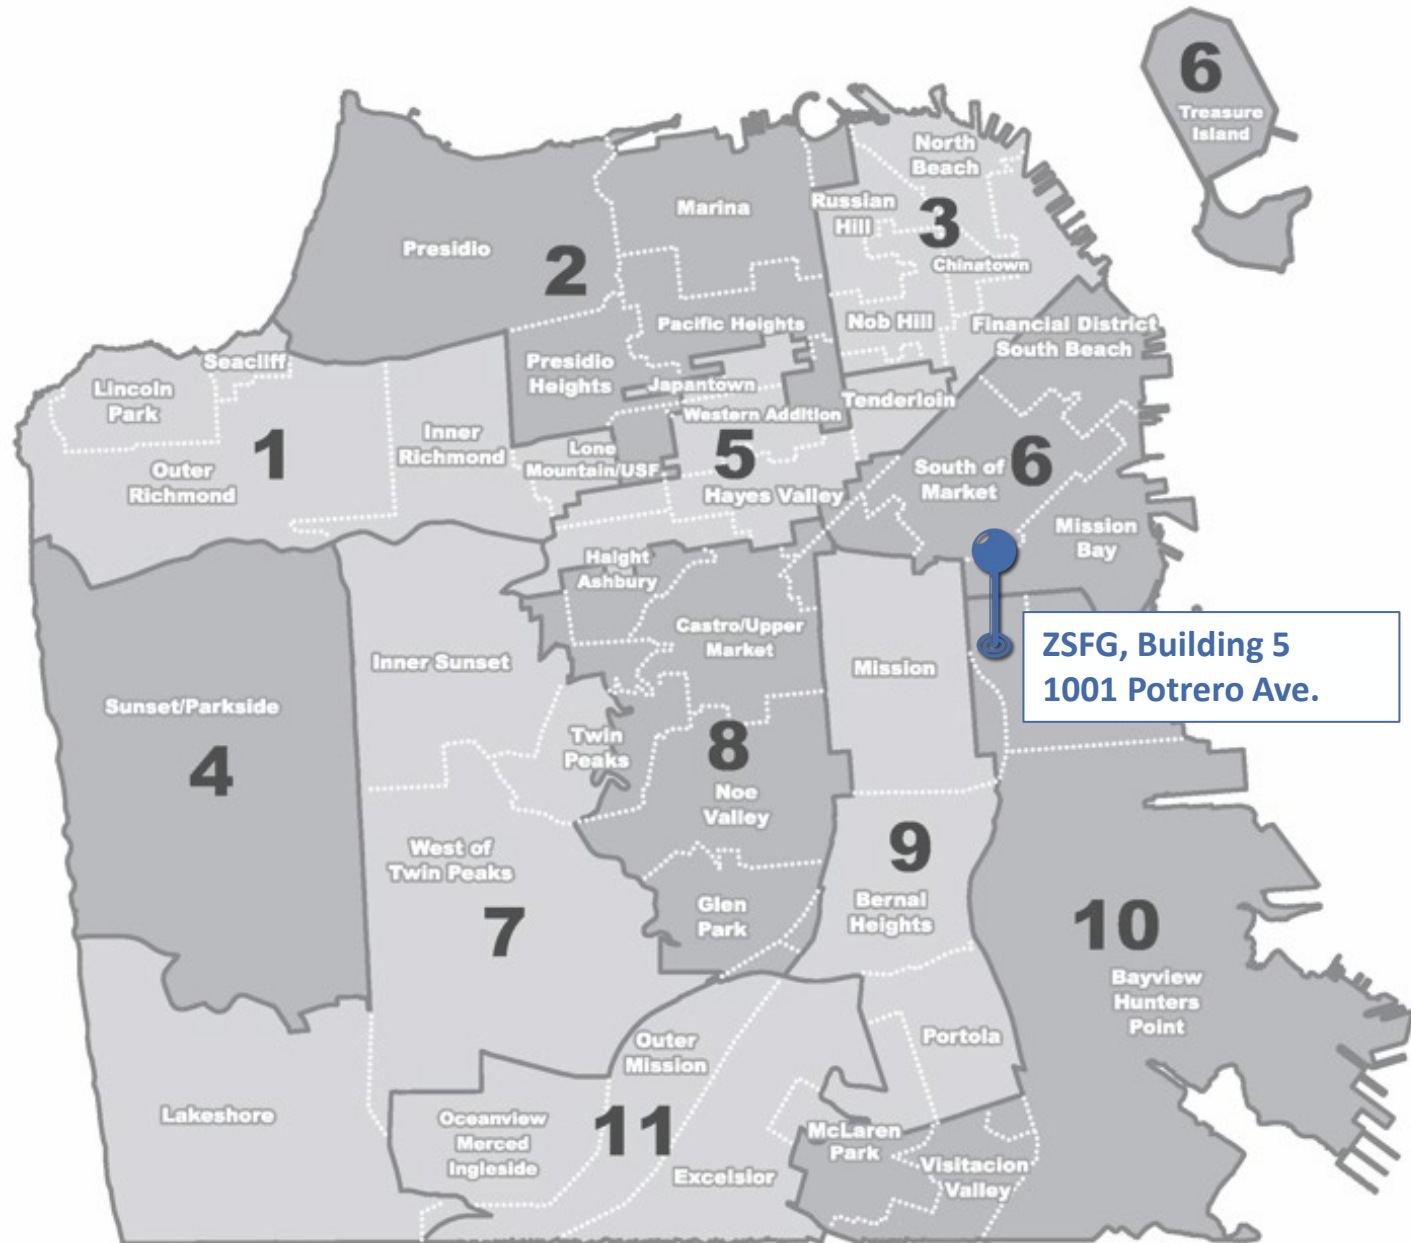 6
Treasure
Island
North
Beach
Marina
Russian
Hill
3
Presidio
2
Chinatown
Pacific Heights
Nob Hill
Financial District
South Beach
Seacliff
Presidio
Heights
Lincoln
Park
Japantown
Tenderloin
Western Addition
1
Inner
Richmond
Lone
Mountain/USF
5
6
Outer
Richmond
South of
Market
Hayes Valley
Mission
Bay
Haight
Ashbury
Castro/Upper
Market
ZSFG, Building 5
1001 Potrero Ave.
Inner Sunset
Mission
Sunset/Parkside
4
Twin
Peaks
8
Noe
Valley
West of
Twin Peaks
9
7
Glen
Park
Bernal
Heights
10
Bayview
Hunters
Point
Outer
Mission
Portola
Lakeshore
Oceanview
Merced
Ingleside
11
McLaren
Park
Excelsior
Visitacion
Valley